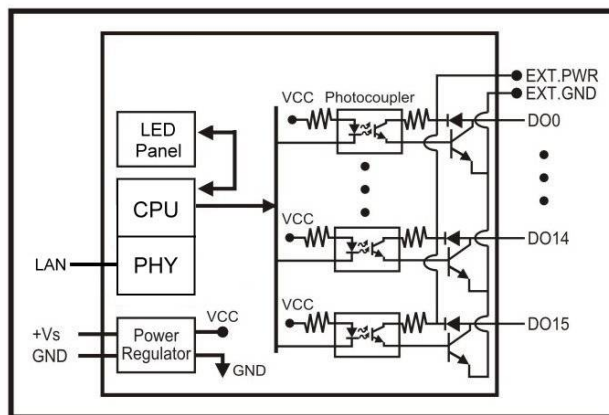 EXT.PWR
EXT.GND
VCC
Photocoupler
DO0
LED
Panel
CPU
VCC
DO14
LAN
PHY
VCC
DO15
+Vs
GND
Power
Regulator
VCC
GND